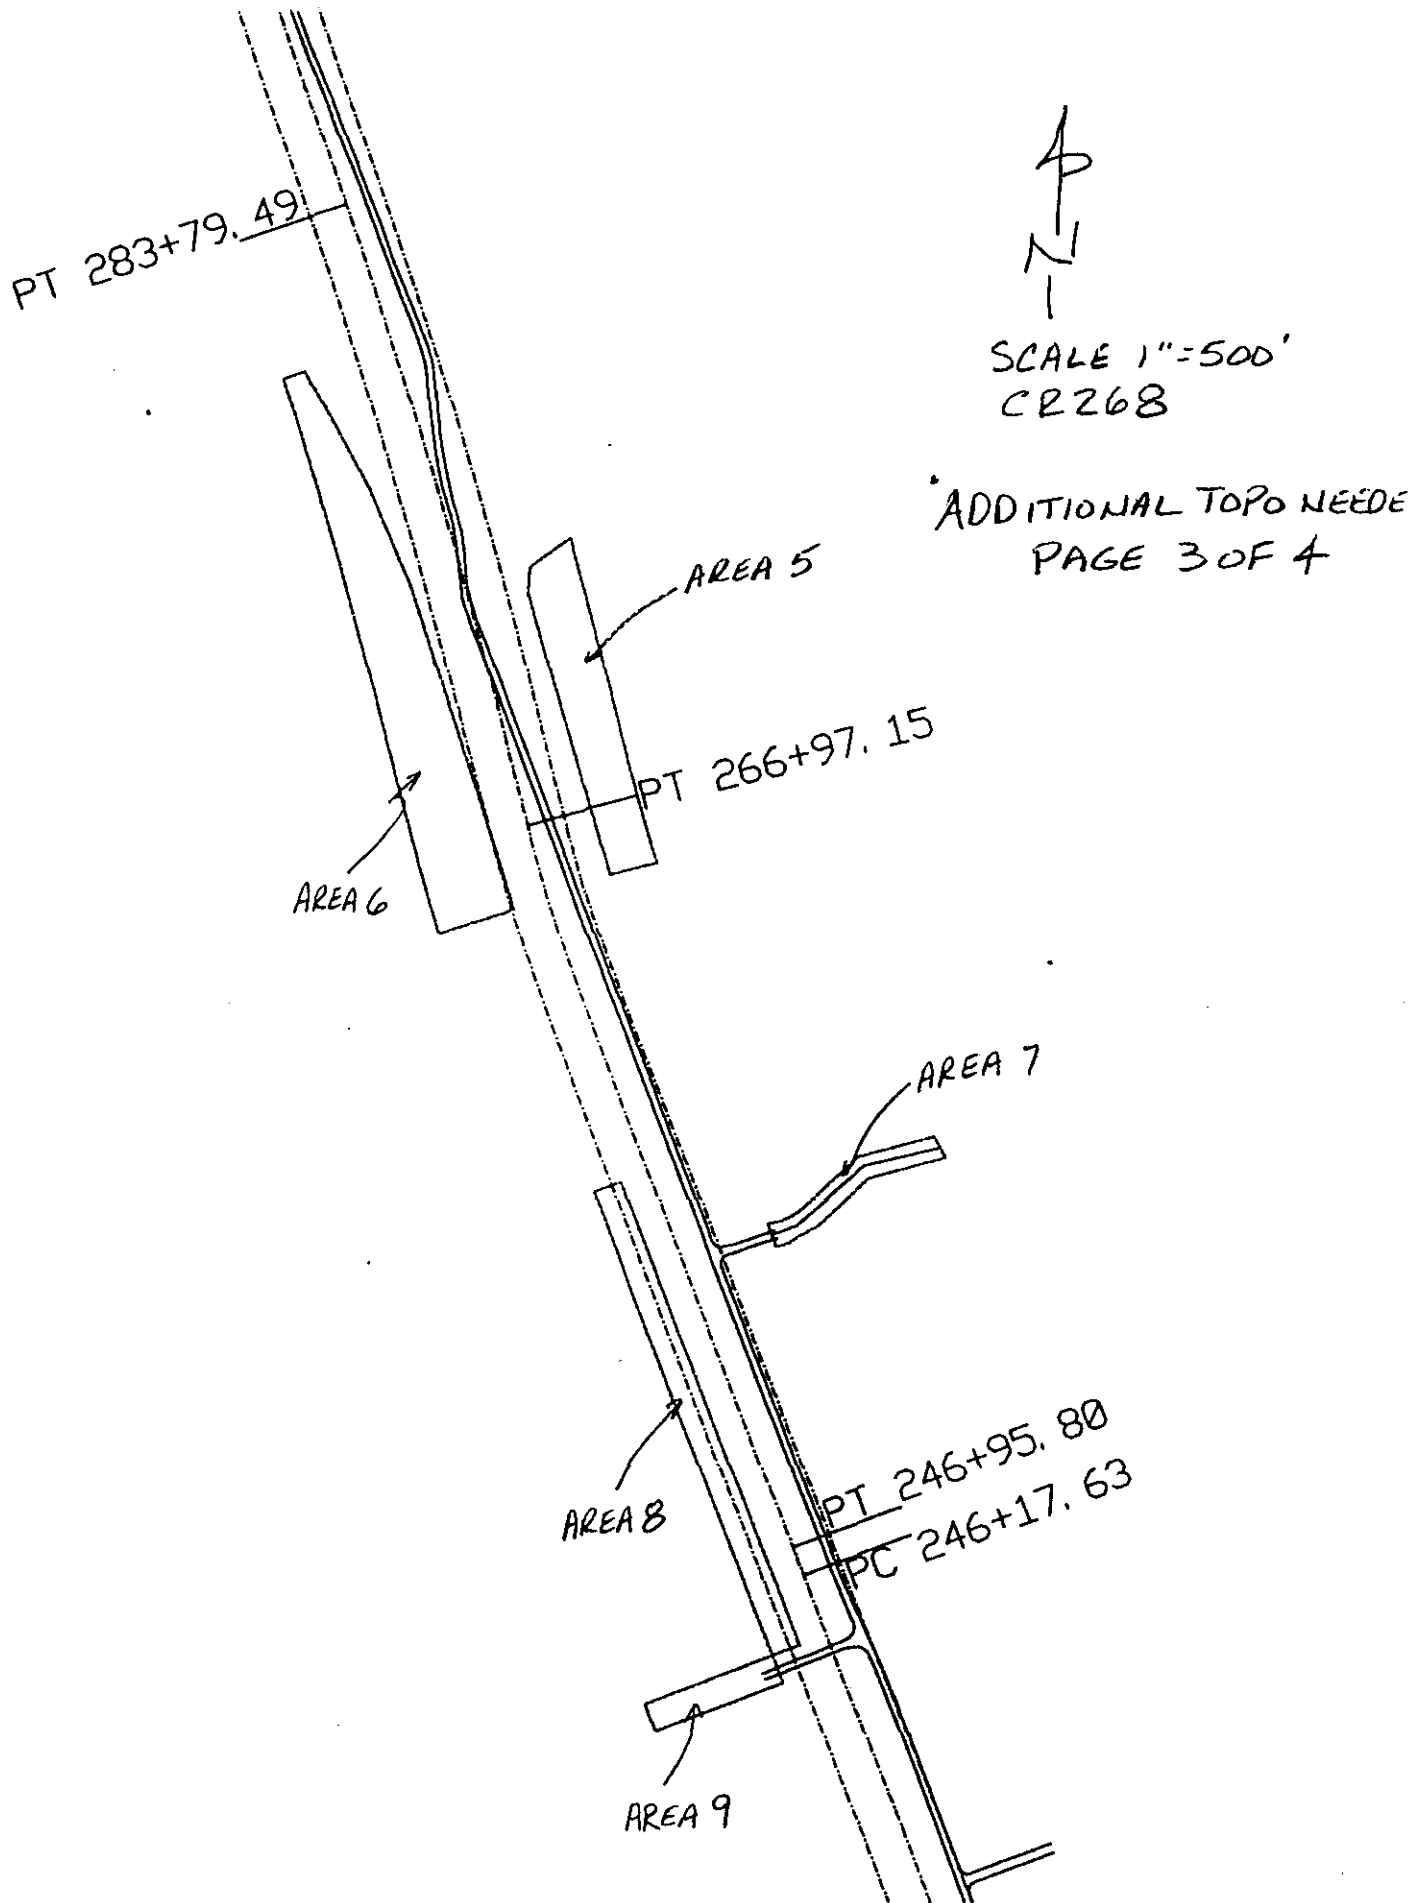 PT 283+79.49
N
SCALE 1"=500'
CR268
ADDITIONAL TOPO NEEDE
PAGE 3 OF 4
AREA 5
PT 266+97.15
AREA 6
AREA 7
PT 246+95.80
PC 246+17.63
AREA 8
AREA 9